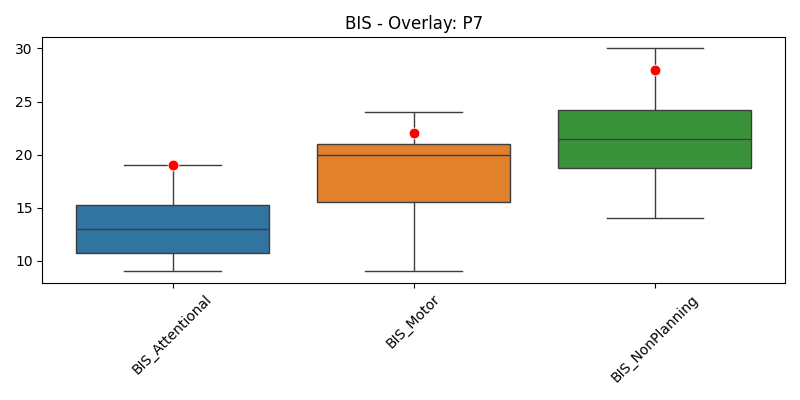 BIS - Overlay: P7
30
25
20
15
10
BIS_Attentional
BIS_Motor
BIS_NonPlanning